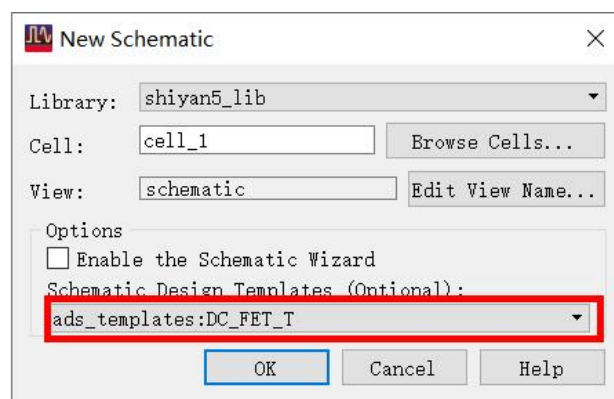 New Schematic
Library: shiyan5_lib
Cell: cell_1 Browse Cells...
View: schematic Edit View Name...
Options
Enable the Schematic Wizard
Schematic Design Templates (Optional):
ads_templates:DC_FET_T
OK Cancel Help